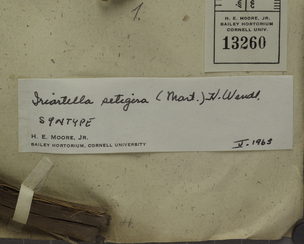 1.
H. E. MOORE, JR.
BAILEY HORTORIUM
CORNELL UNIV.
13260
Iriartella setigera (Mart.) H. Wendl.
SYNTYPE
H. E. MOORE, JR.
BAILEY HORTORIUM, CORNELL UNIVERSITY
V. 1963